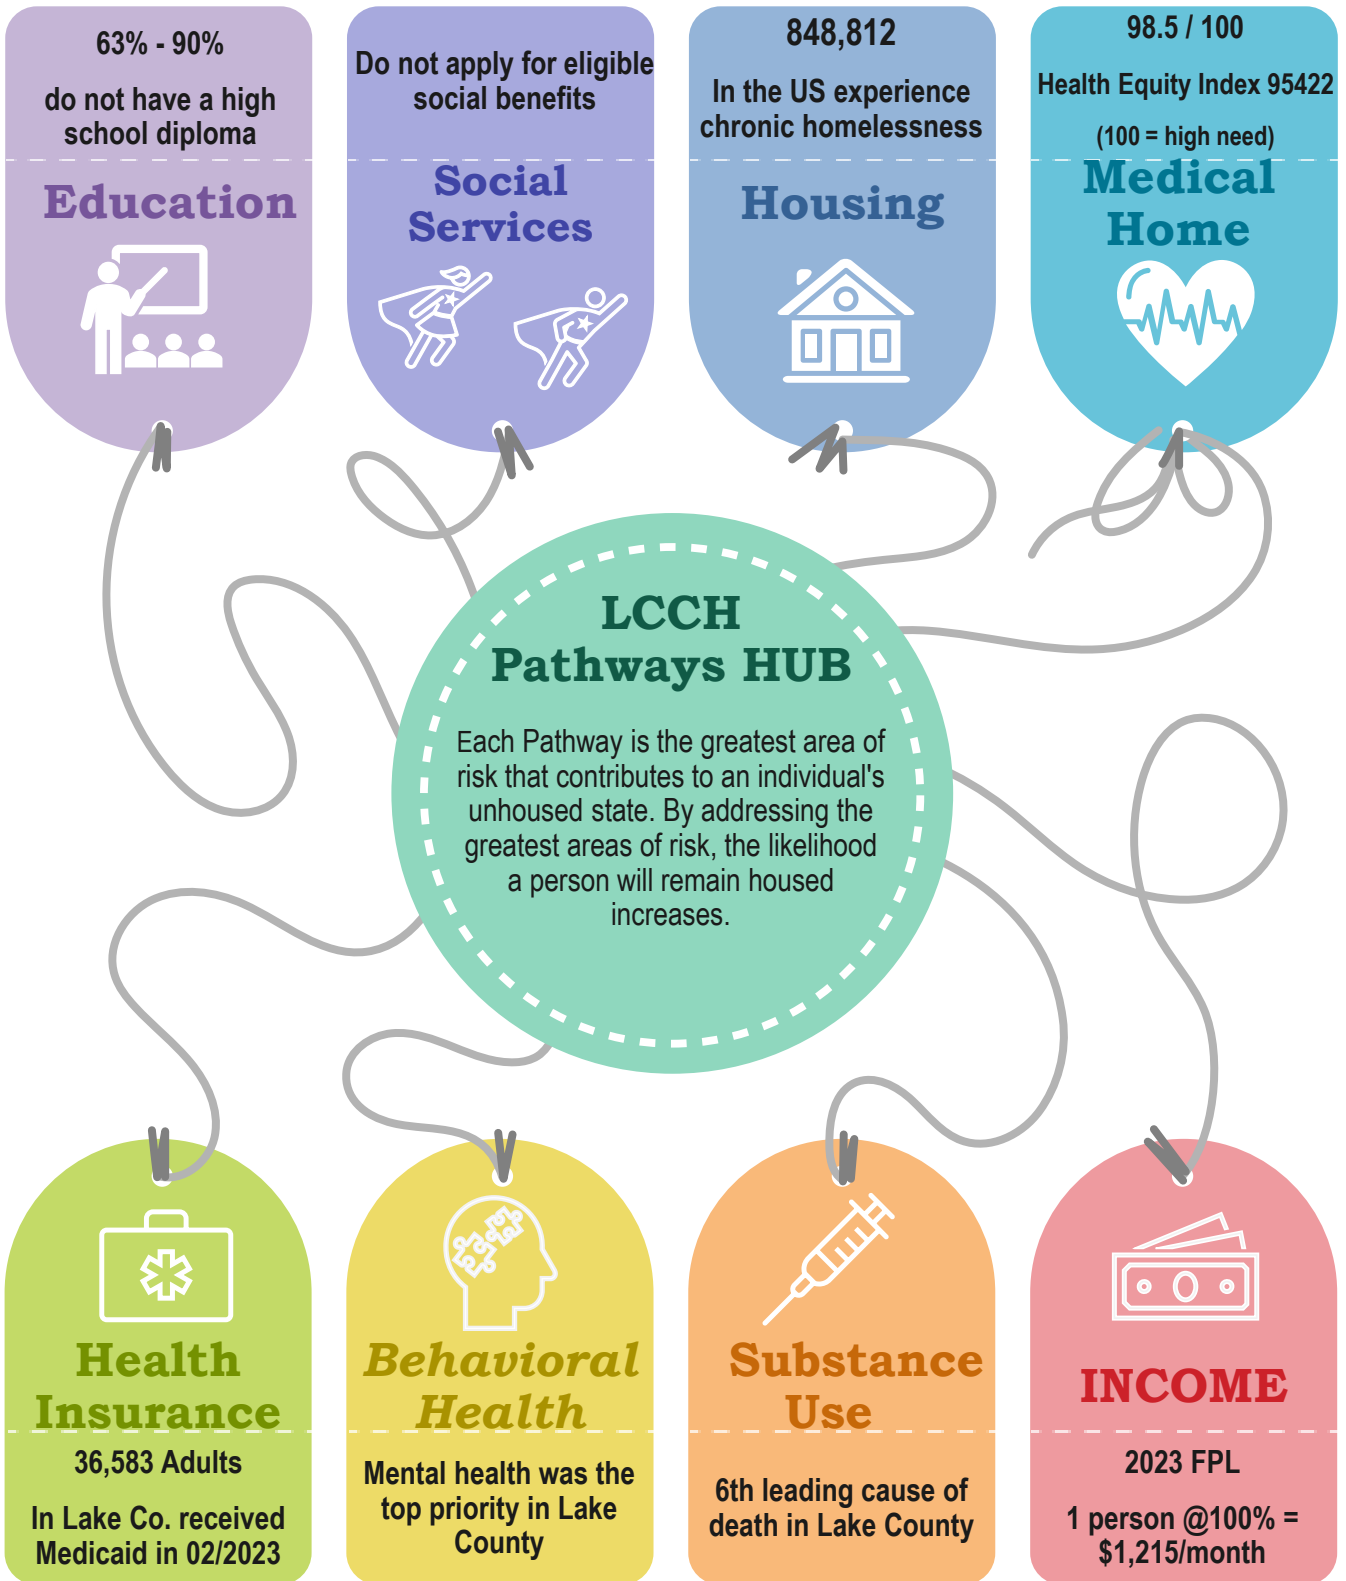 63% - 90%
do not have a high
school diploma
Education
Do not apply for eligible
social benefits
Social
Services
848,812
In the US experience
chronic homelessness
Housing
98.5 / 100
Health Equity Index 95422
(100 = high need)
Medical
Home
LCCH
Pathways HUB
Each Pathway is the greatest area of
risk that contributes to an individual's
unhoused state. By addressing the
greatest areas of risk, the likelihood
a person will remain housed
increases.
Health
Insurance
36,583 Adults
In Lake Co. received
Medicaid in 02/2023
Behavioral
Health
Mental health was the
top priority in Lake
County
Substance
Use
6th leading cause of
death in Lake County
INCOME
2023 FPL
1 person @100% =
$1,215/month